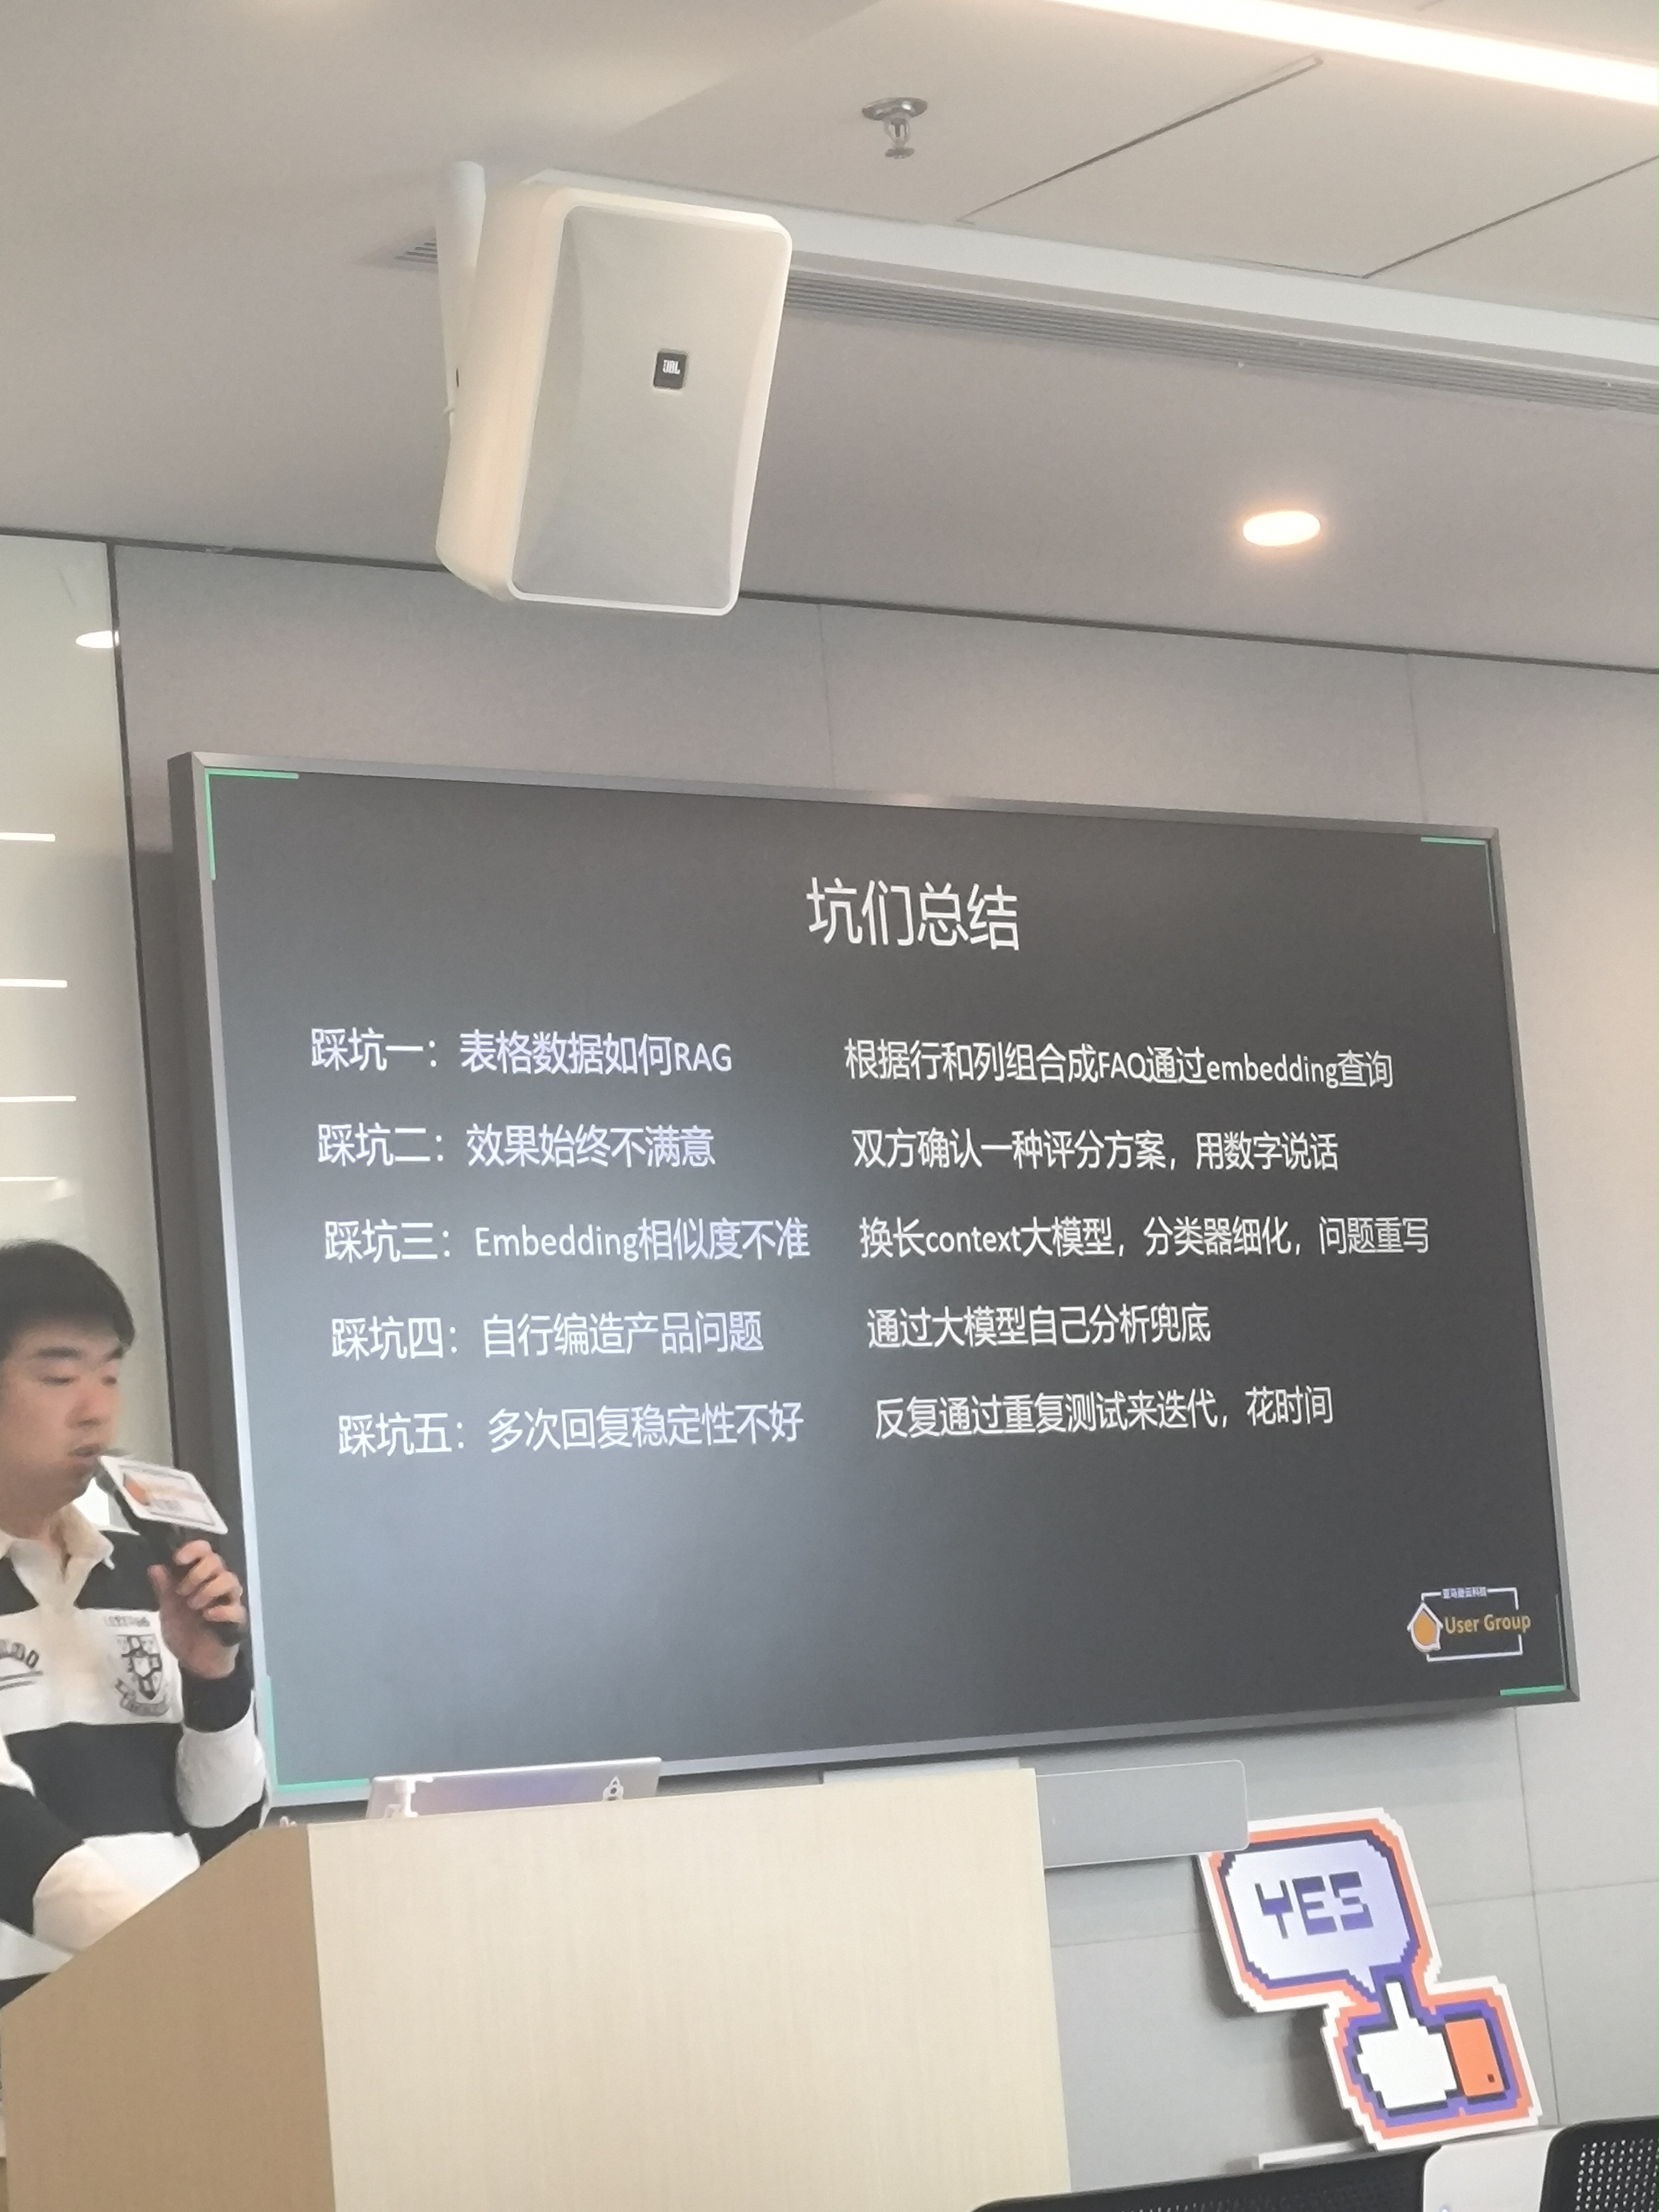 JBL
坑们总结
踩坑一：表格数据如何RAG 根据行和列组合成FAQ通过embedding查询
踩坑二：效果始终不满意 双方确认一种评分方案，用数字说话
踩坑三：Embedding相似度不准 换长context大模型，分类器细化，问题重写
踩坑四：自行编造产品问题 通过大模型自己分析兜底
踩坑五：多次回复稳定性不好 反复通过重复测试来迭代，花时间
亚马逊云科技
User Group
YES